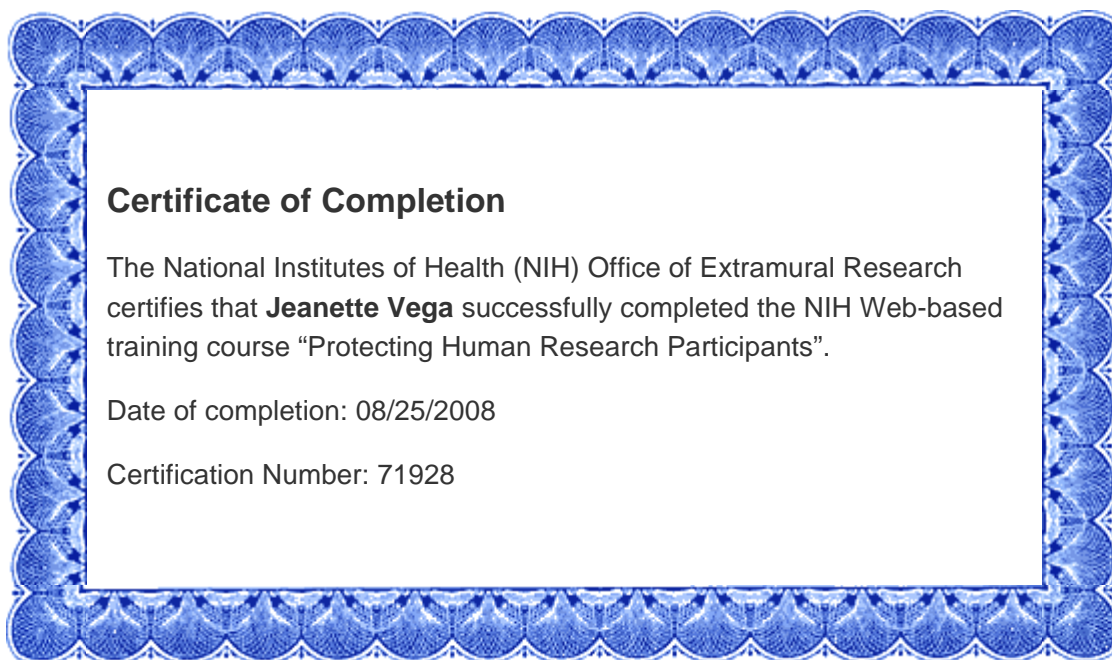 Certificate of Completion
The National Institutes of Health (NIH) Office of Extramural Research
certifies that Jeanette Vega successfully completed the NIH Web-based
training course “Protecting Human Research Participants”.
Date of completion: 08/25/2008
Certification Number: 71928